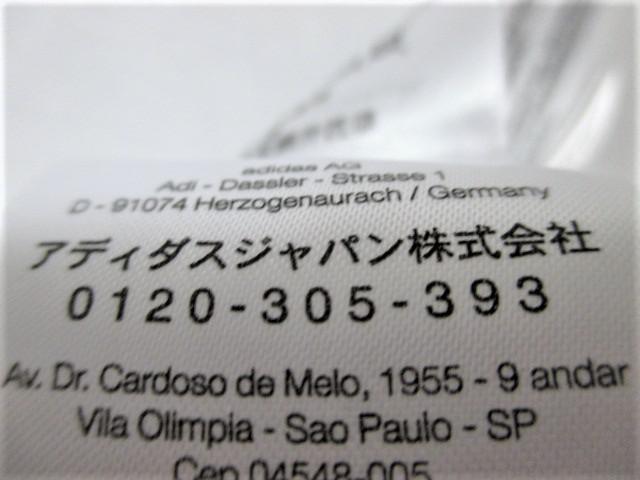 adidas AG
Adi - Dassler - Strasse 1
D - 91074 Herzogenaurach / Germany
アディダスジャパン株式会社
0120-305-393
Av. Dr. Cardoso de Melo, 1955 - 9 andar
Vila Olimpia - Sao Paulo - SP
Cep 04548-005